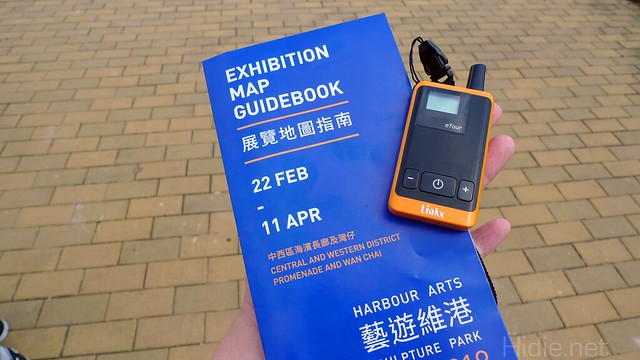 EXHIBITION
MAP
GUIDEBOOK
展覽地圖指南
22 FEB
-
11 APR
中西區海濱長廊及灣仔
CENTRAL AND WESTERN DISTRICT
PROMENADE AND WAN CHAI
HARBOUR ARTS
藝遊維港
SCULPTURE PARK
eTour
- +
Linkx
Hidie.net